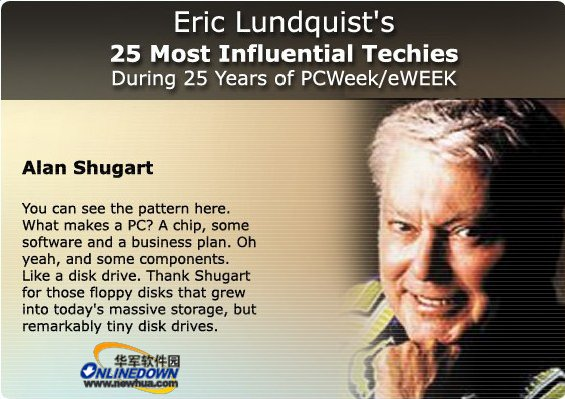 Eric Lundquist's
25 Most Influential Techies
During 25 Years of PCWeek/eWEEK
Alan Shugart
You can see the pattern here.
What makes a PC? A chip, some
software and a business plan. Oh
yeah, and some components.
Like a disk drive. Thank Shugart
for those floppy disks that grew
into today's massive storage, but
remarkably tiny disk drives.
华军软件园
ONLINEDOWN
www.newhua.com